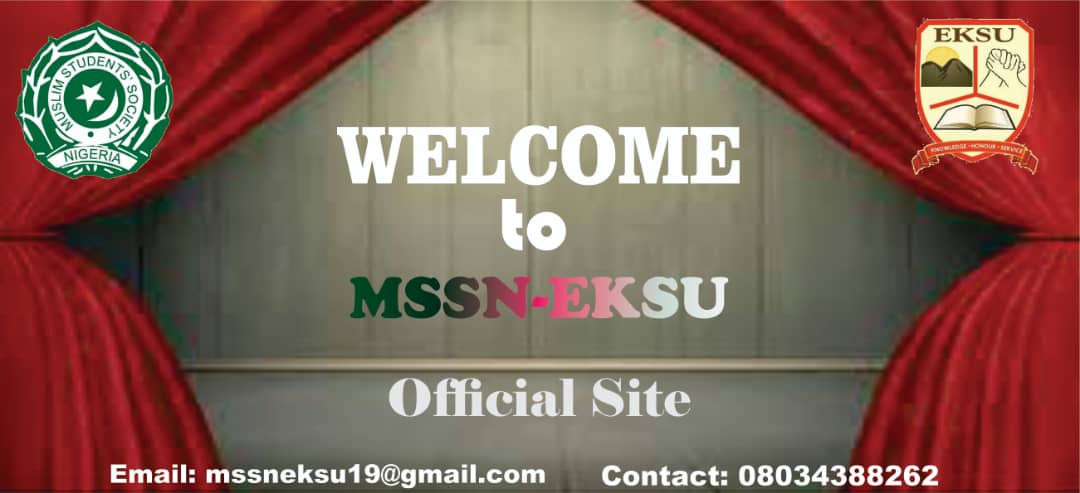 MUSLIM STUDENTS' SOCIETY
NIGERIA
EKSU
KNOWLEDGE • HONOUR • SERVICE
WELCOME
to
MSSN-EKSU
Official Site
Email: mssneksu19@gmail.com
Contact: 08034388262